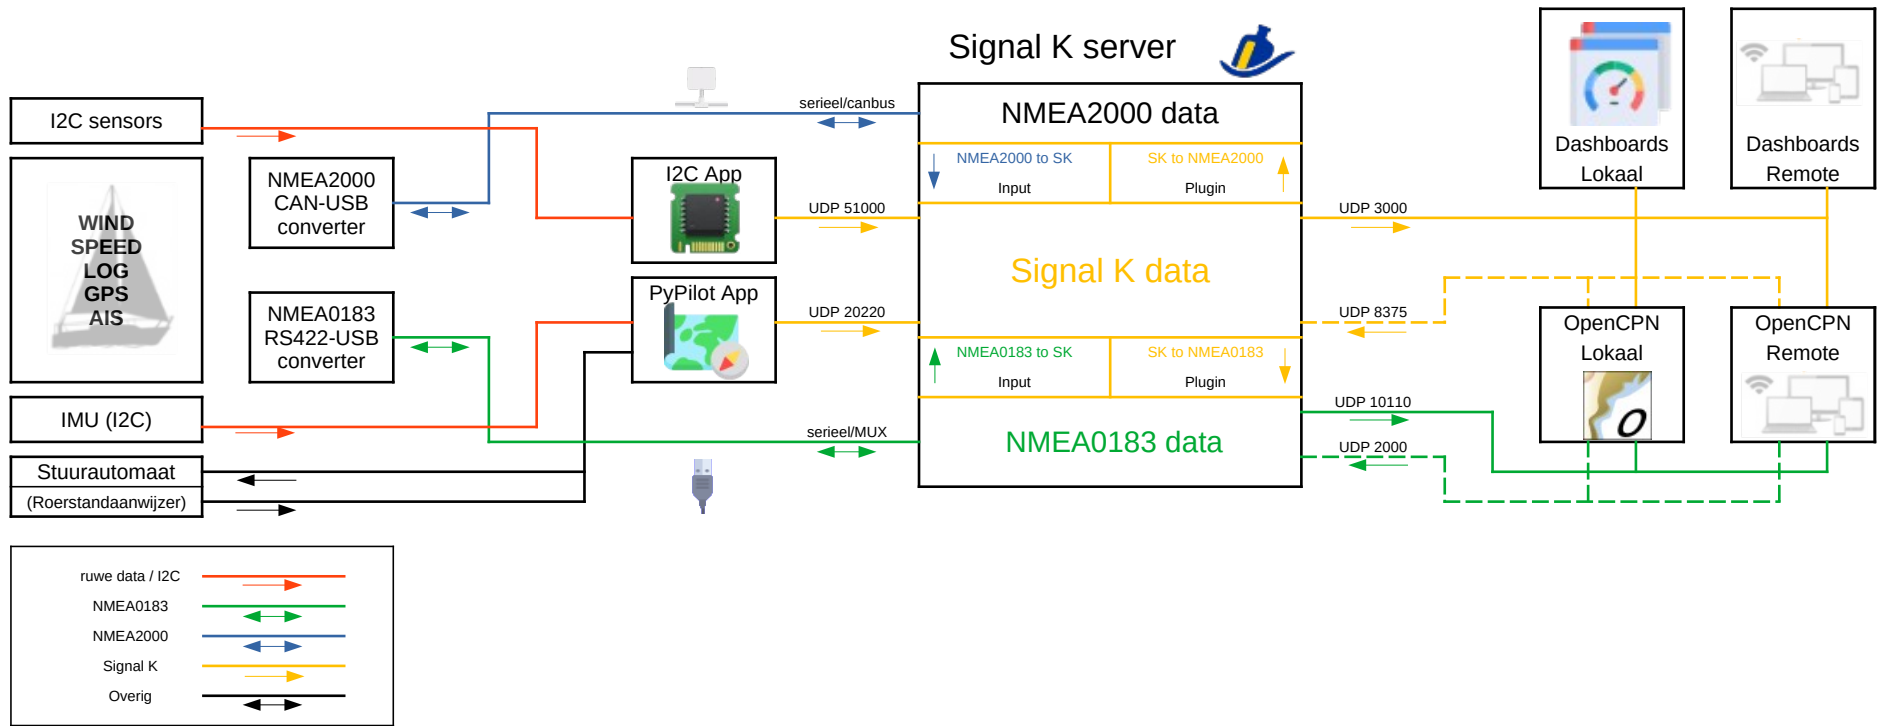 Signal K server
I2C sensors
WIND
SPEED
LOG
GPS
AIS
NMEA2000
CAN-USB
converter
NMEA0183
RS422-USB
converter
IMU (I2C)
Stuurautomaat
(Roerstandaanwijzer)
I2C App
PyPilot App
serieel/canbus
UDP 51000
UDP 20220
serieel/MUX
NMEA2000 data
NMEA2000 to SK
Input
SK to NMEA2000
Plugin
Signal K data
NMEA0183 to SK
Input
SK to NMEA0183
Plugin
NMEA0183 data
UDP 3000
UDP 8375
UDP 10110
UDP 2000
Dashboards
Lokaal
Dashboards
Remote
OpenCPN
Lokaal
O
OpenCPN
Remote
ruwe data / I2C
NMEA0183
NMEA2000
Signal K
Overig